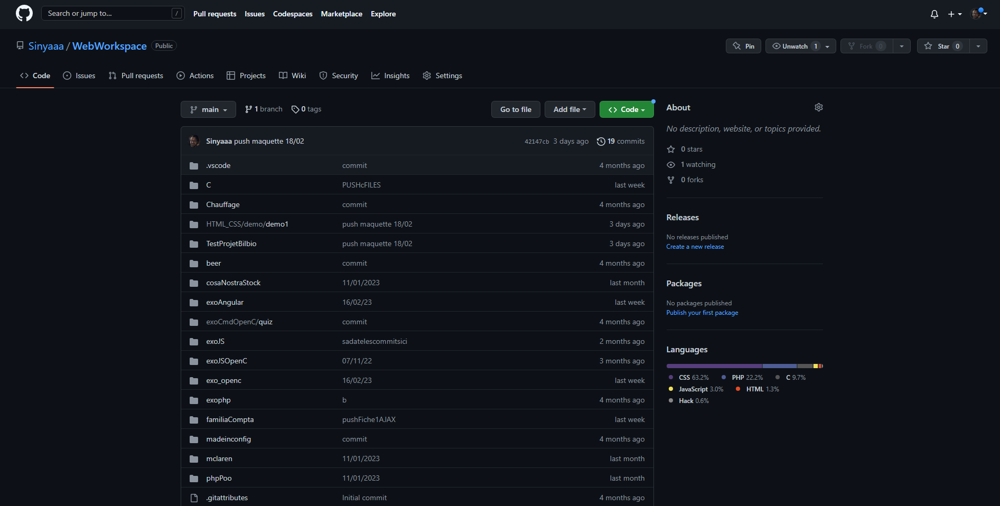 Search or jump to... /
Pull requests Issues Codespaces Marketplace Explore
Sinyaaa / WebWorkspace Public
Pin Unwatch 1 Fork 0 Star 0
Code Issues Pull requests Actions Projects Wiki Security Insights Settings
main 1 branch 0 tags Go to file Add file Code
Sinyaaa push maquette 18/02 42147cb 3 days ago 19 commits
.vscode commit 4 months ago
C PUSHcFILES last week
Chauffage commit 4 months ago
HTML_CSS/demo/demo1 push maquette 18/02 3 days ago
TestProjetBilbio push maquette 18/02 3 days ago
beer commit 4 months ago
cosaNostraStock 11/01/2023 last month
exoAngular 16/02/23 last week
exoCmdOpenC/quiz commit 4 months ago
exoJS sadatelescommitsici 2 months ago
exoJSOpenC 07/11/22 3 months ago
exo_openc 16/02/23 last week
exophp b 4 months ago
familiaCompta pushFiche1AJAX last week
madeinconfig commit 4 months ago
mclaren 11/01/2023 last month
phpPoo 11/01/2023 last month
.gitattributes Initial commit 4 months ago
About
No description, website, or topics provided.
0 stars
1 watching
0 forks
Releases
No releases published
Create a new release
Packages
No packages published
Publish your first package
Languages
CSS 63.2% PHP 22.2% C 9.7%
JavaScript 3.0% HTML 1.3%
Hack 0.6%